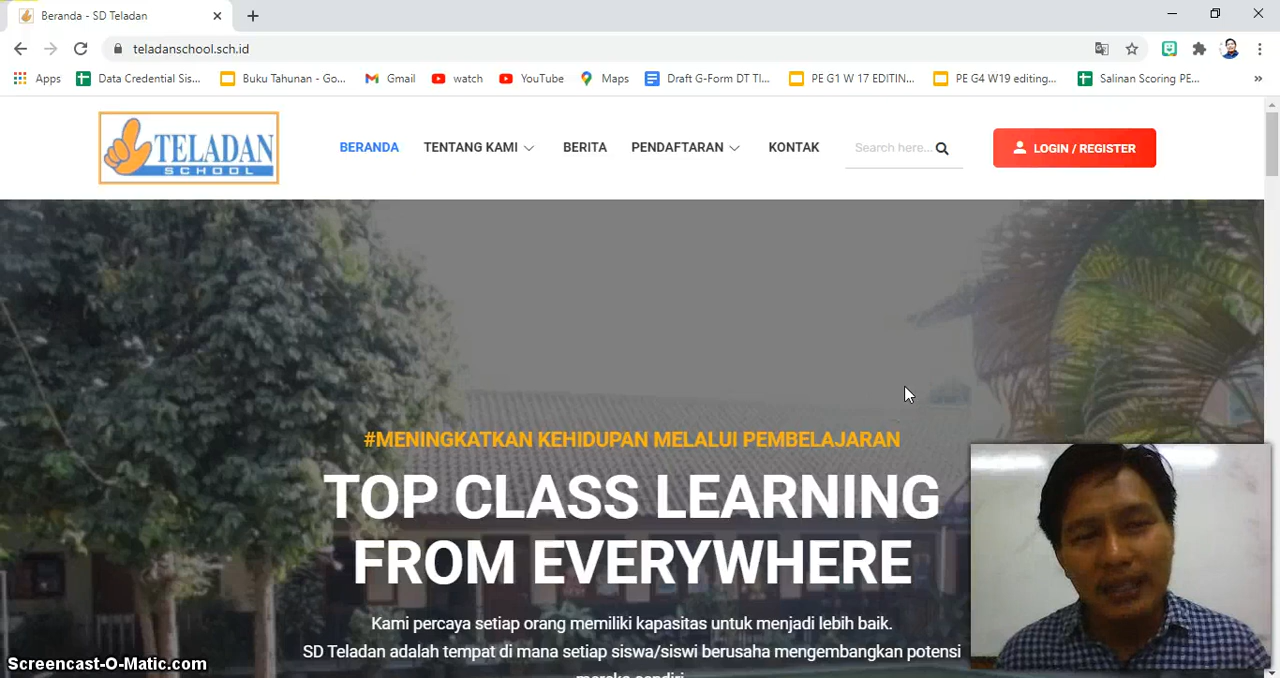 Beranda - SD Teladan
teladanschool.sch.id
Apps
Data Credential Sis...
Buku Tahunan - Go...
Gmail
watch
YouTube
Maps
Draft G-Form DT TI...
PE G1 W 17 EDITIN...
PE G4 W19 editing...
Salinan Scoring PE...
TELADAN
SCHOOL
BERANDA
TENTANG KAMI
BERITA
PENDAFTARAN
KONTAK
Search here...
LOGIN / REGISTER
#MENINGKATKAN KEHIDUPAN MELALUI PEMBELAJARAN
TOP CLASS LEARNING
FROM EVERYWHERE
Kami percaya setiap orang memiliki kapasitas untuk menjadi lebih baik.
SD Teladan adalah tempat di mana setiap siswa/siswi berusaha mengembangkan potensi
Screencast-O-Matic.com